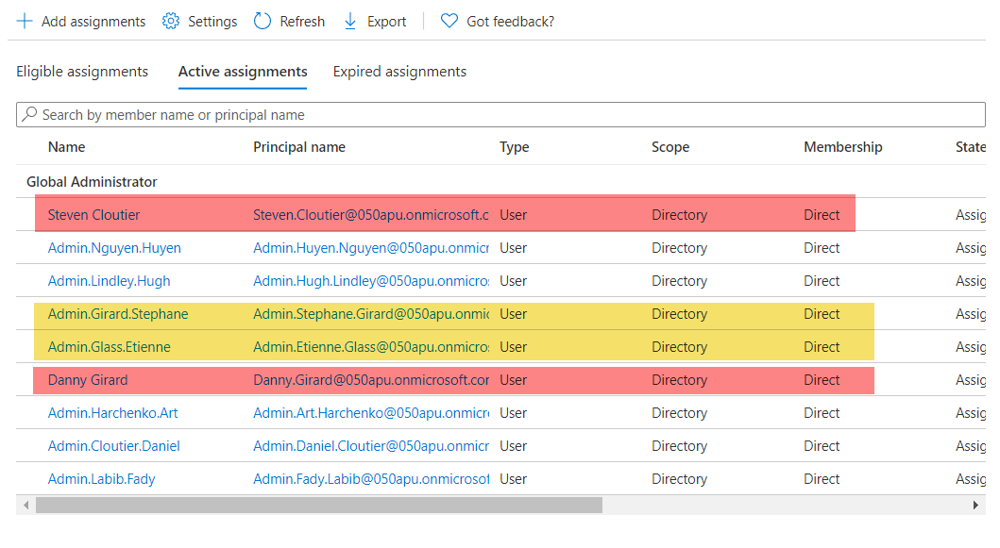 Add assignments Settings Refresh Export Got feedback?
Eligible assignments Active assignments Expired assignments
Search by member name or principal name
Name Principal name Type Scope Membership State
Global Administrator
Steven Cloutier Steven.Cloutier@050apu.onmicrosoft.c User Directory Direct Assig
Admin.Nguyen.Huyen Admin.Huyen.Nguyen@050apu.onmicr User Directory Direct Assig
Admin.Lindley.Hugh Admin.Hugh.Lindley@050apu.onmicros User Directory Direct Assig
Admin.Girard.Stephane Admin.Stephane.Girard@050apu.onmic User Directory Direct Assig
Admin.Glass.Etienne Admin.Etienne.Glass@050apu.onmicros User Directory Direct Assig
Danny Girard Danny.Girard@050apu.onmicrosoft.cor User Directory Direct Assig
Admin.Harchenko.Art Admin.Art.Harchenko@050apu.onmicr User Directory Direct Assig
Admin.Cloutier.Daniel Admin.Daniel.Cloutier@050apu.onmicr User Directory Direct Assig
Admin.Labib.Fady Admin.Fady.Labib@050apu.onmicrosof User Directory Direct Assig